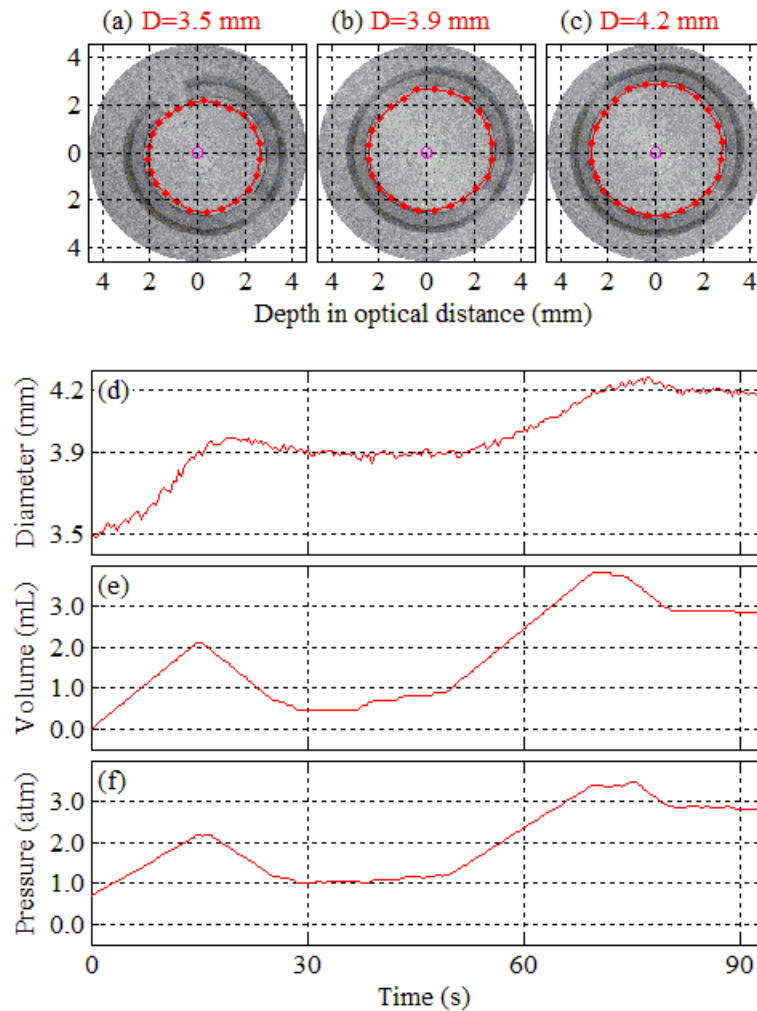 (a) D=3.5 mm (b) D=3.9 mm (c) D=4.2 mm
4
2
0
2
4
4 2 0 2 4 4 2 0 2 4 4 2 0 2 4
Depth in optical distance (mm)
(d)
Diameter (mm)
4.2
3.9
3.5
(e)
Volume (mL)
3.0
2.0
1.0
0.0
(f)
Pressure (atm)
3.0
2.0
1.0
0.0
0 30 60 90
Time (s)